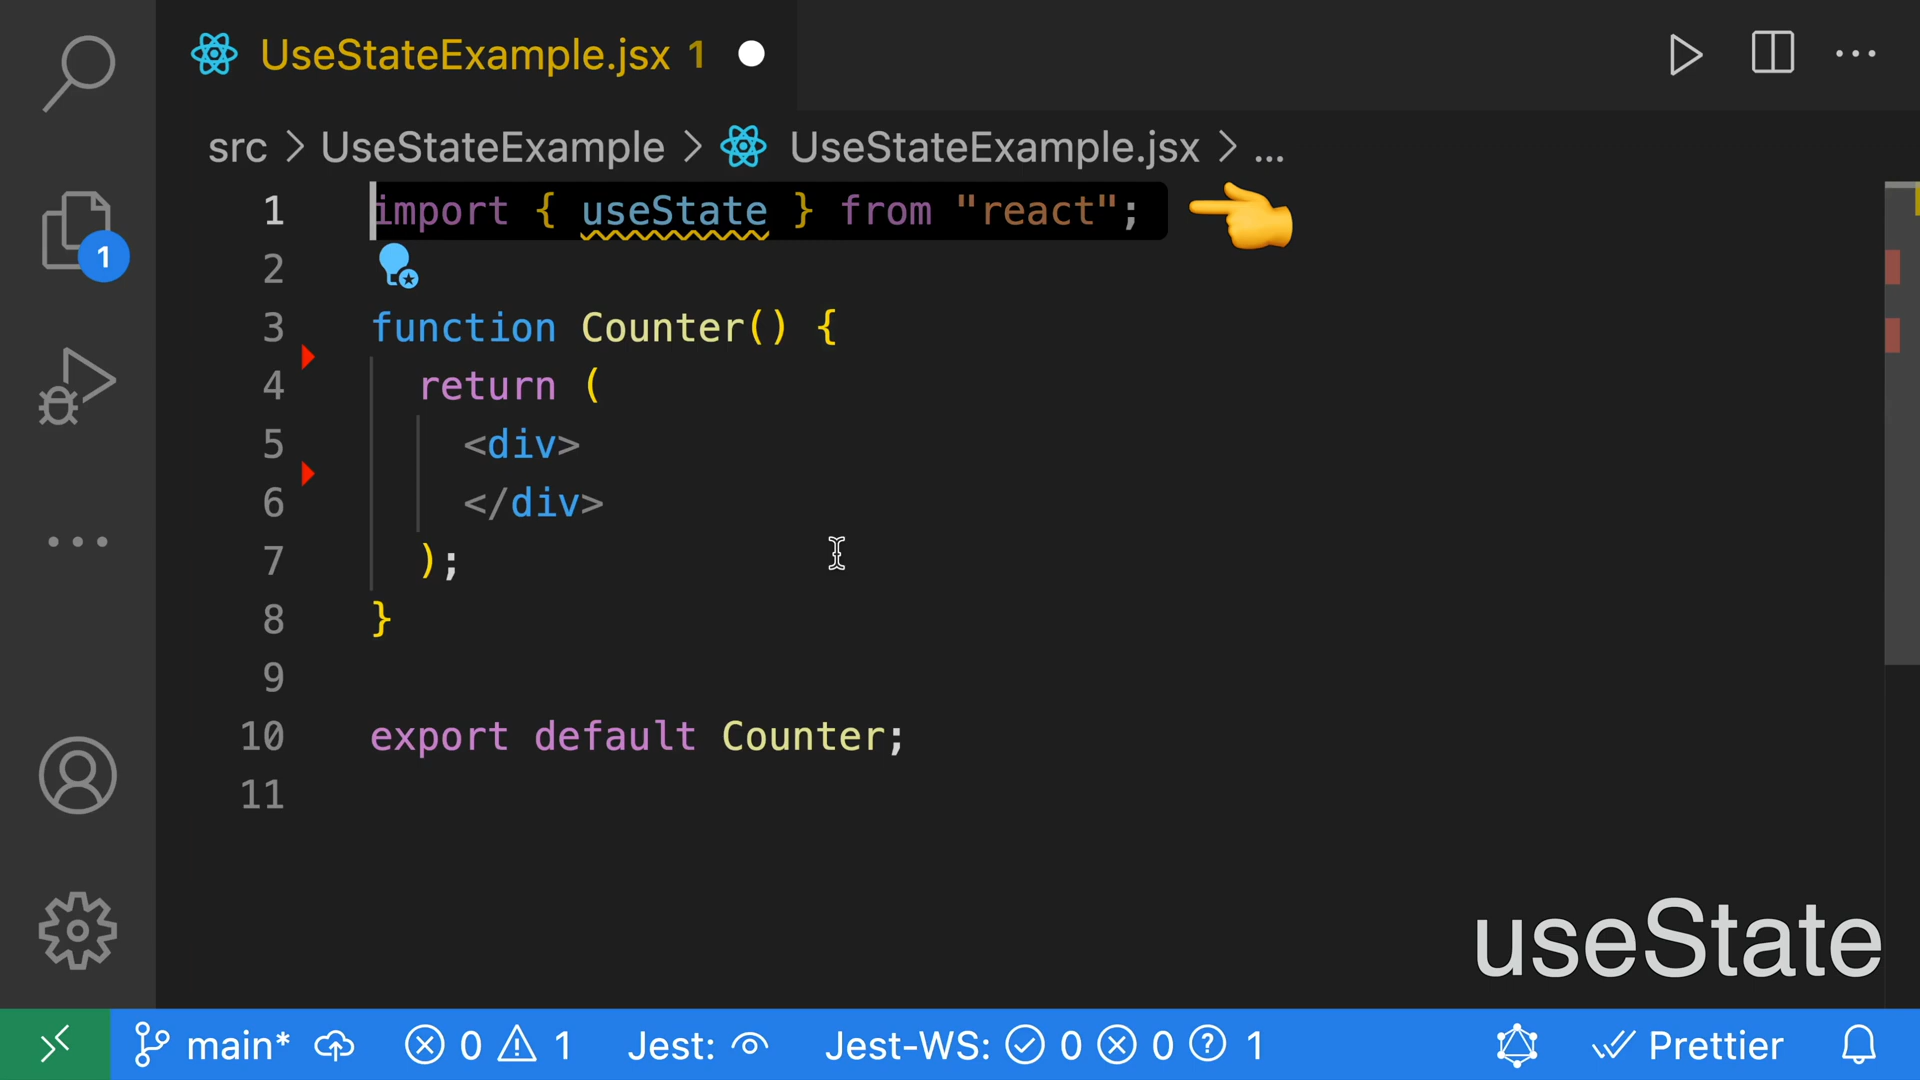 UseStateExample.jsx 1
src > UseStateExample > UseStateExample.jsx > ...
1 import { useState } from "react";
2
3 function Counter() {
4 return (
5 <div>
6 </div>
7 );
8 }
9
10 export default Counter;
11
1
useState
main* 0 1 Jest: Jest-WS: 0 0 1 Prettier